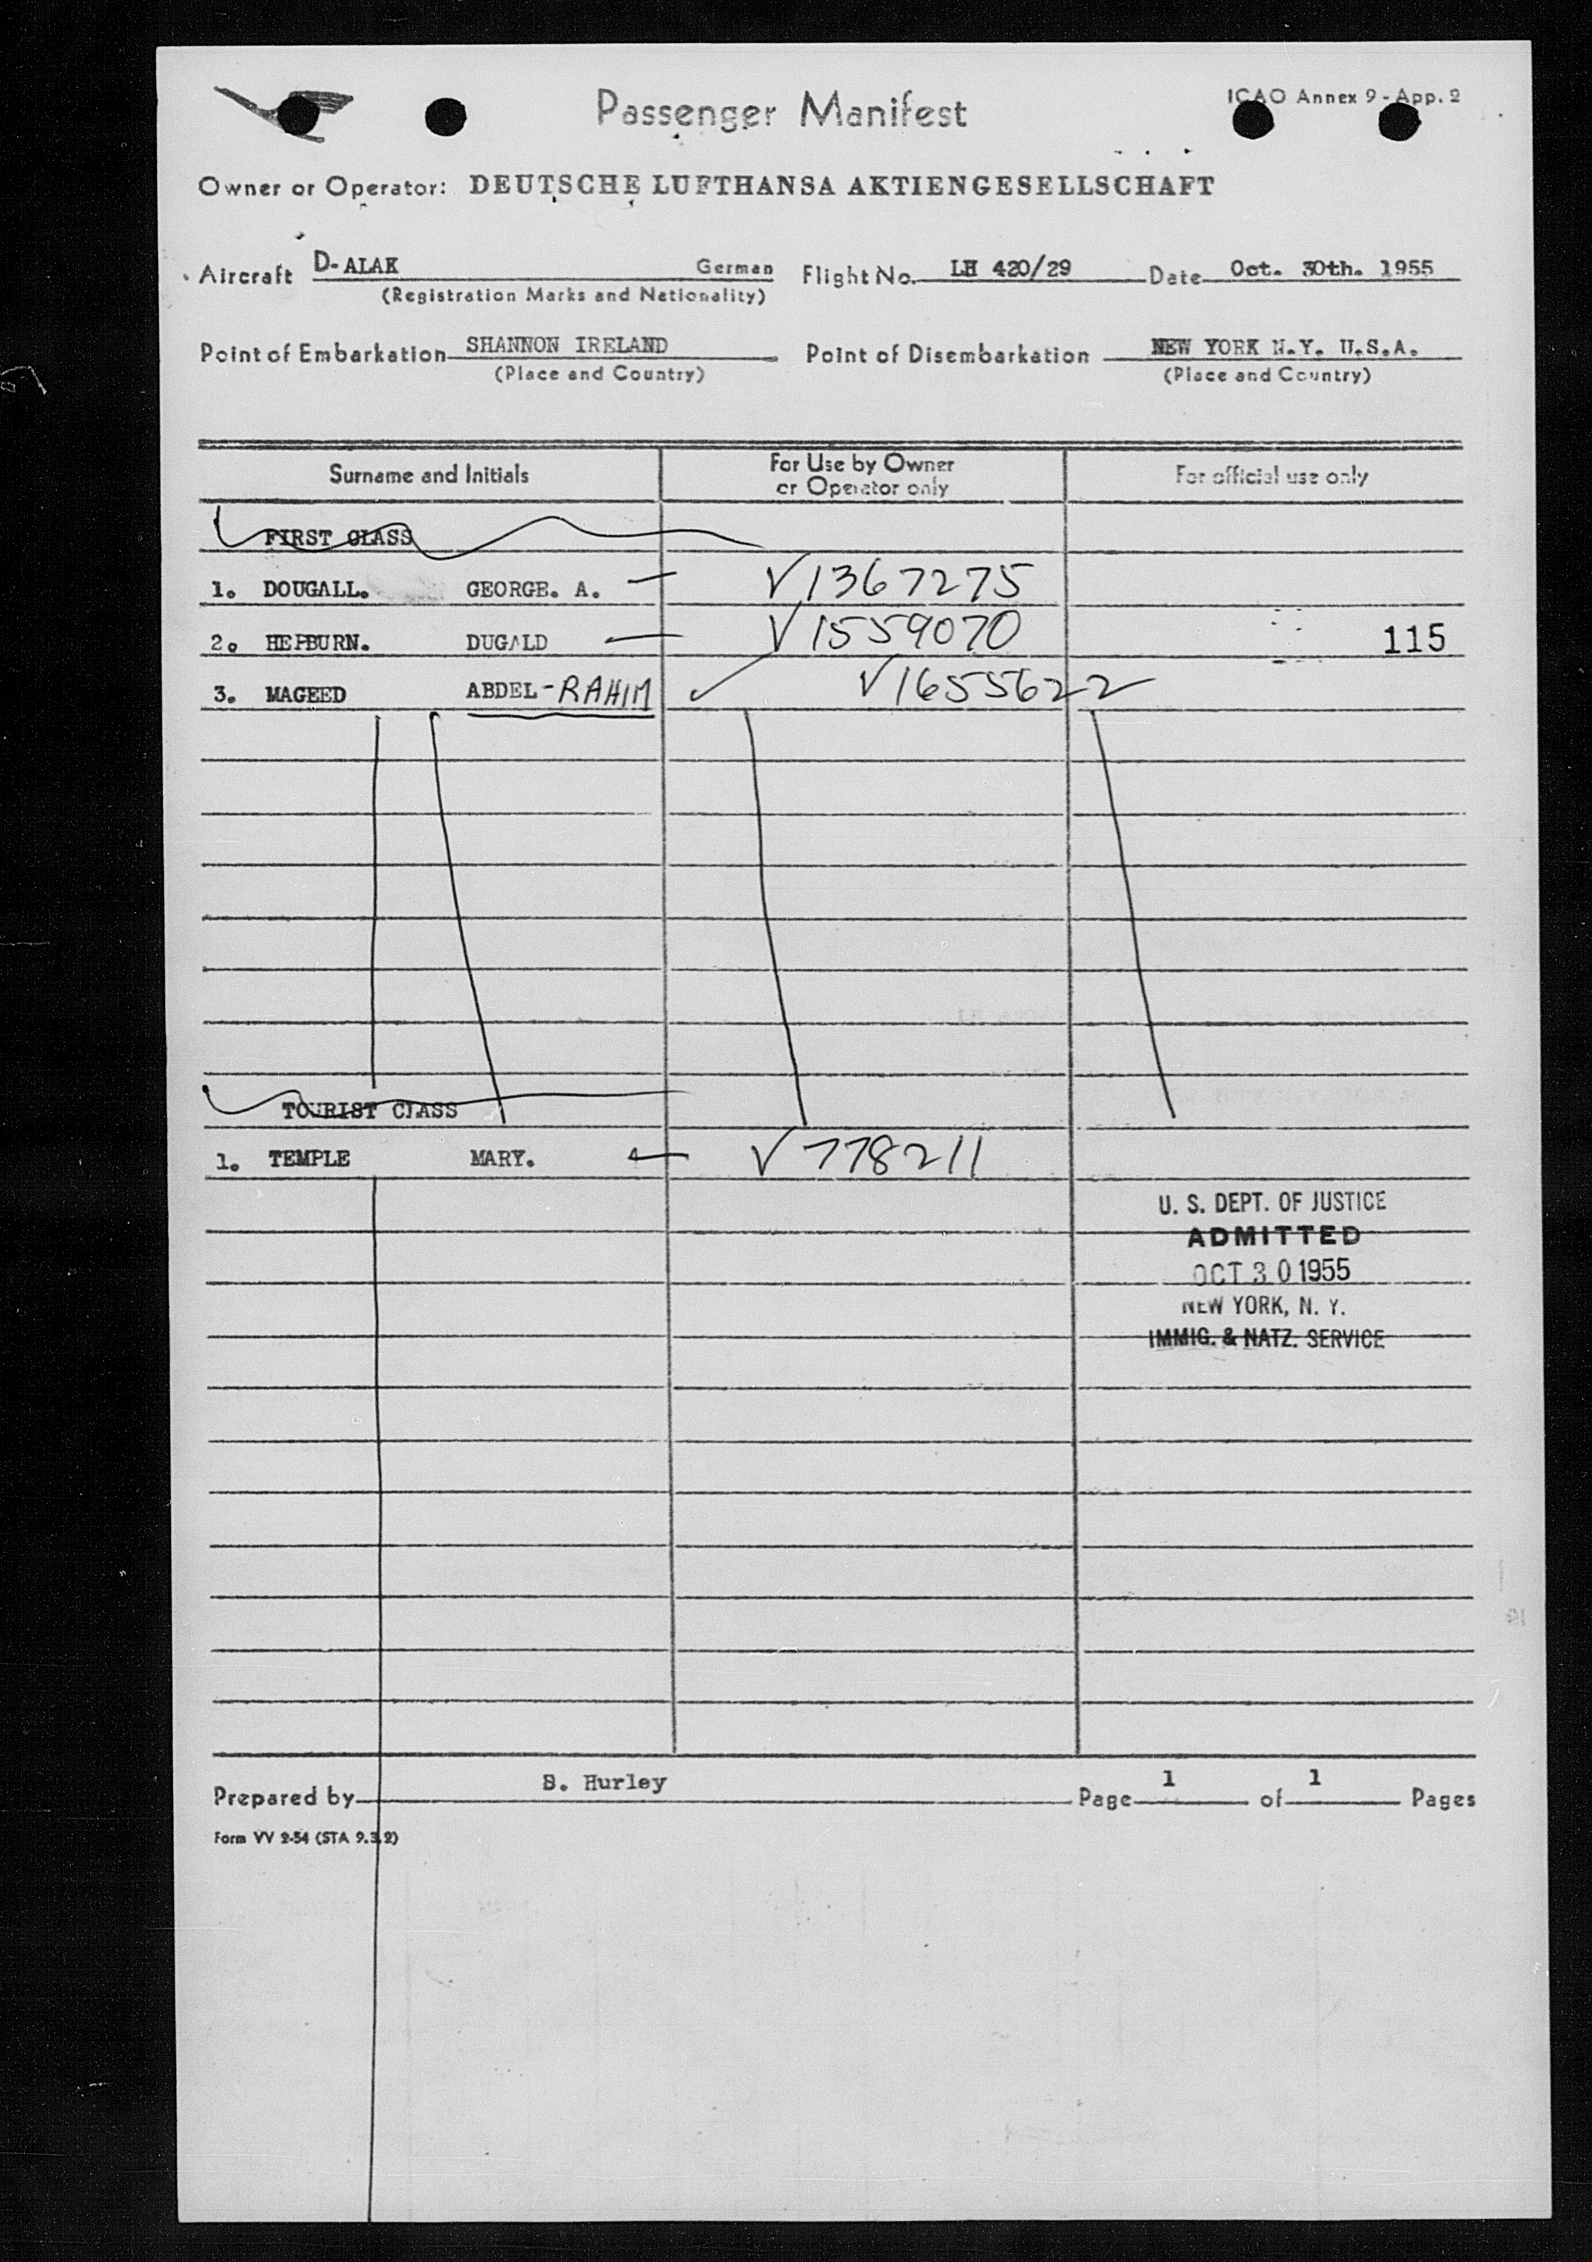 Passenger Manifest
ICAO Annex 9 - App. 2
Owner or Operator: DEUTSCHE LUFTHANSA AKTIENGESELLSCHAFT
Aircraft D-ALAK German Flight No. LH 420/29 Date Oct. 30th. 1955
(Registration Marks and Nationality)
Point of Embarkation SHANNON IRELAND Point of Disembarkation NEW YORK N.Y. U.S.A.
(Place and Country) (Place and Country)
Surname and Initials For Use by Owner or Operator only For official use only
FIRST CLASS
1. DOUGALL. GEORGE. A. — √1367275
2. HEPBURN. DUGALD — √1559070 115
3. MAGEED ABDEL-RAHIM √ √1655622
TOURIST CLASS
1. TEMPLE MARY. — √778211
U. S. DEPT. OF JUSTICE
ADMITTED
OCT 30 1955
NEW YORK, N. Y.
IMMIG. & NATZ. SERVICE
Prepared by S. Hurley Page 1 of 1 Pages
Form VV 2-54 (STA 9.3.2)